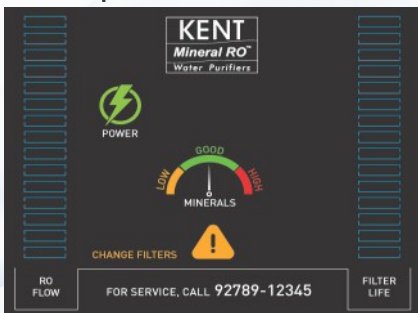 KENT
Mineral RO™
Water Purifiers
POWER
LOW
GOOD
HIGH
MINERALS
CHANGE FILTERS
!
RO
FLOW
FOR SERVICE, CALL 92789-12345
FILTER
LIFE